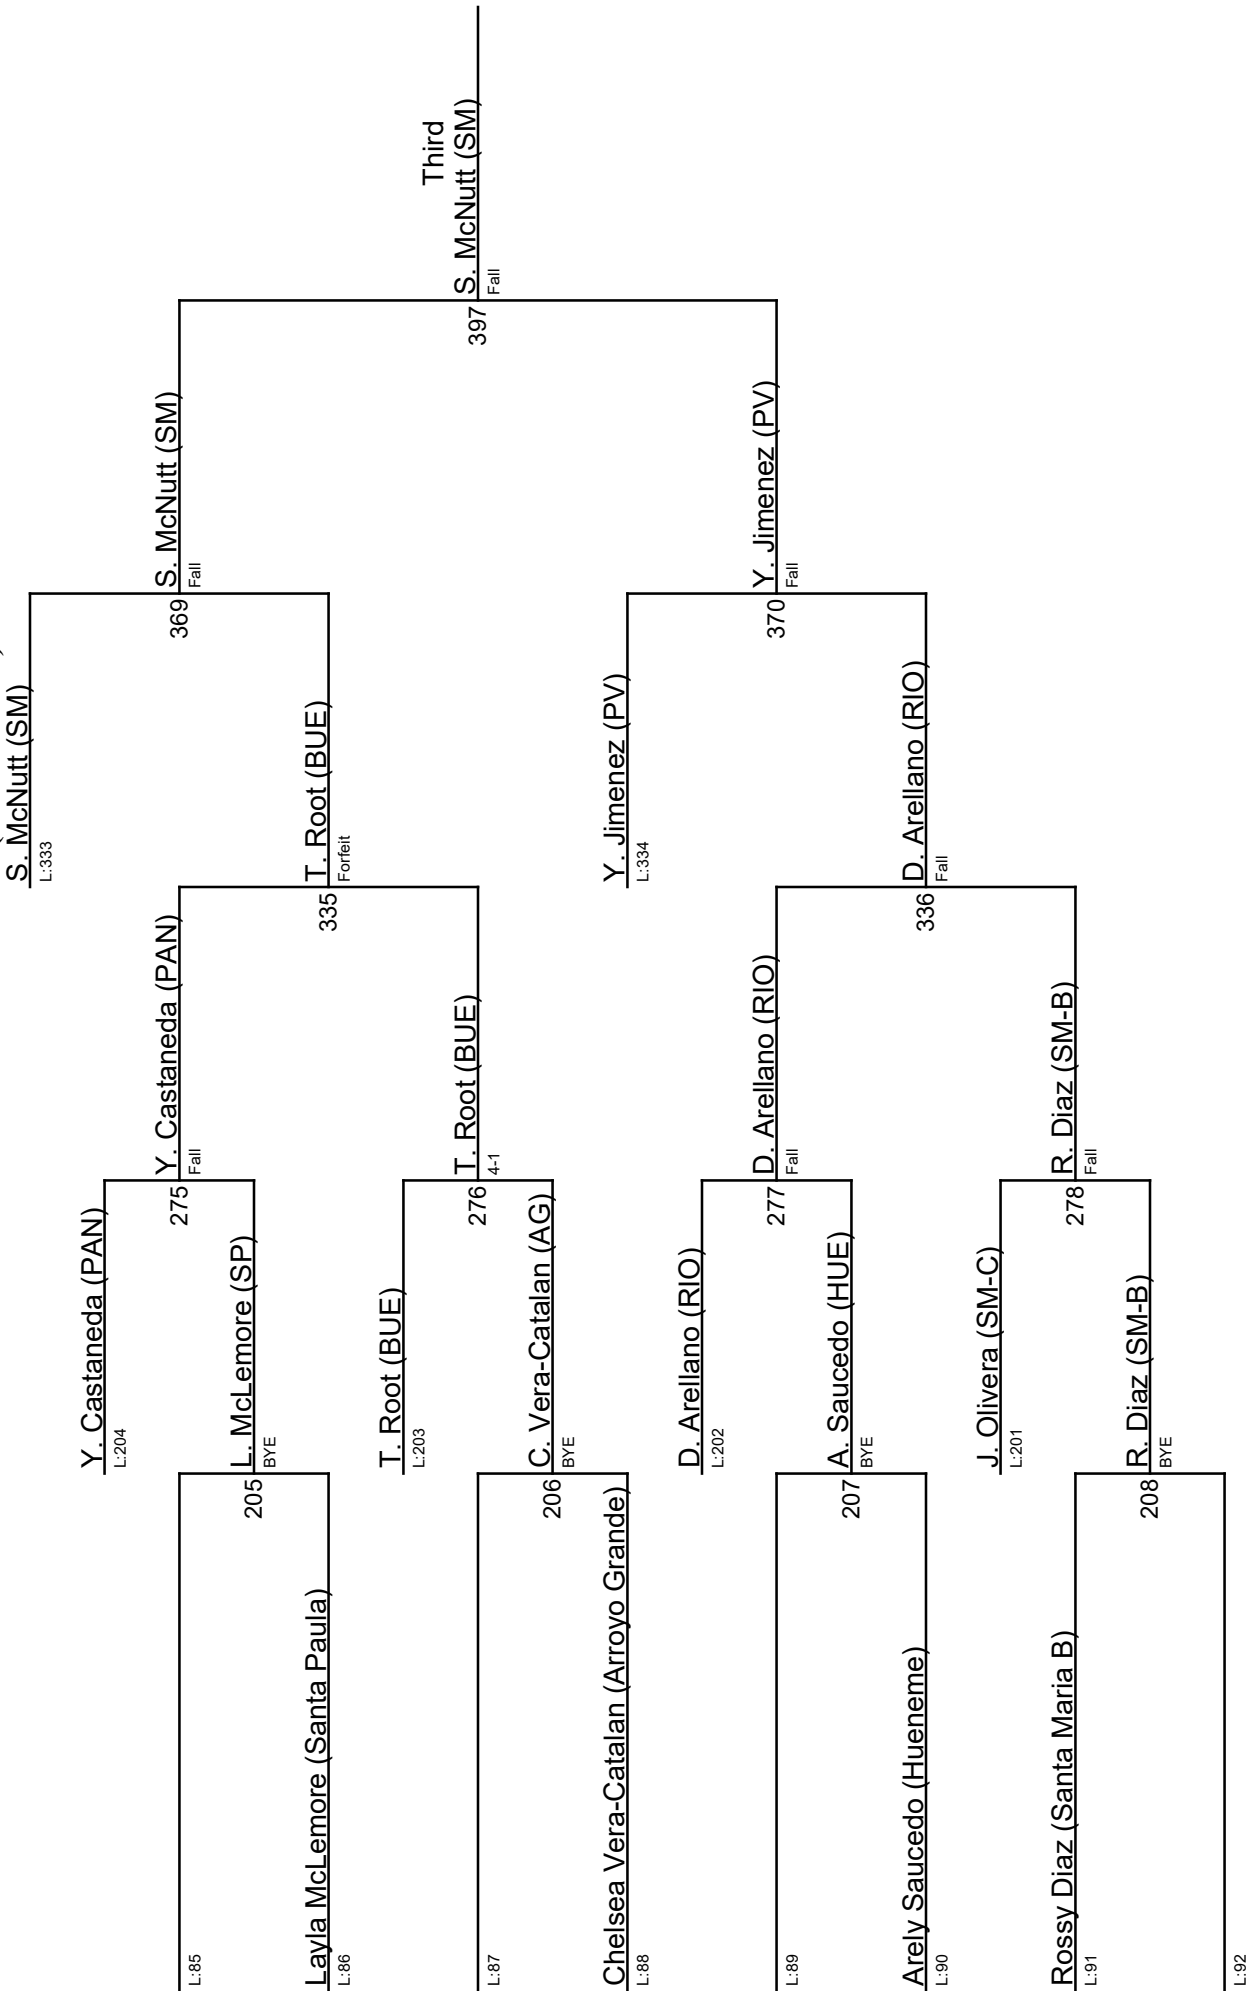 L:85
Layla McLemore (Santa Paula)
L:86
L:87
Chelsea Vera-Catalan (Arroyo Grande)
L:88
L:89
Arely Saucedo (Hueneme)
L:90
Rossy Diaz (Santa Maria B)
L:91
L:92
205
206
207
208
Y. Castaneda (PAN)
L:204
L. McLemore (SP)
BYE
T. Root (BUE)
L:203
C. Vera-Catalan (AG)
BYE
D. Arellano (RIO)
L:202
A. Saucedo (HUE)
BYE
J. Olivera (SM-C)
L:201
R. Diaz (SM-B)
BYE
275
276
277
278
Y. Castaneda (PAN)
Fall
T. Root (BUE)
4-1
D. Arellano (RIO)
Fall
R. Diaz (SM-B)
Fall
335
336
S. McNutt (SM)
L:333
T. Root (BUE)
Forfeit
Y. Jimenez (PV)
L:334
D. Arellano (RIO)
Fall
369
370
S. McNutt (SM)
Fall
Y. Jimenez (PV)
Fall
397
Third
S. McNutt (SM)
Fall